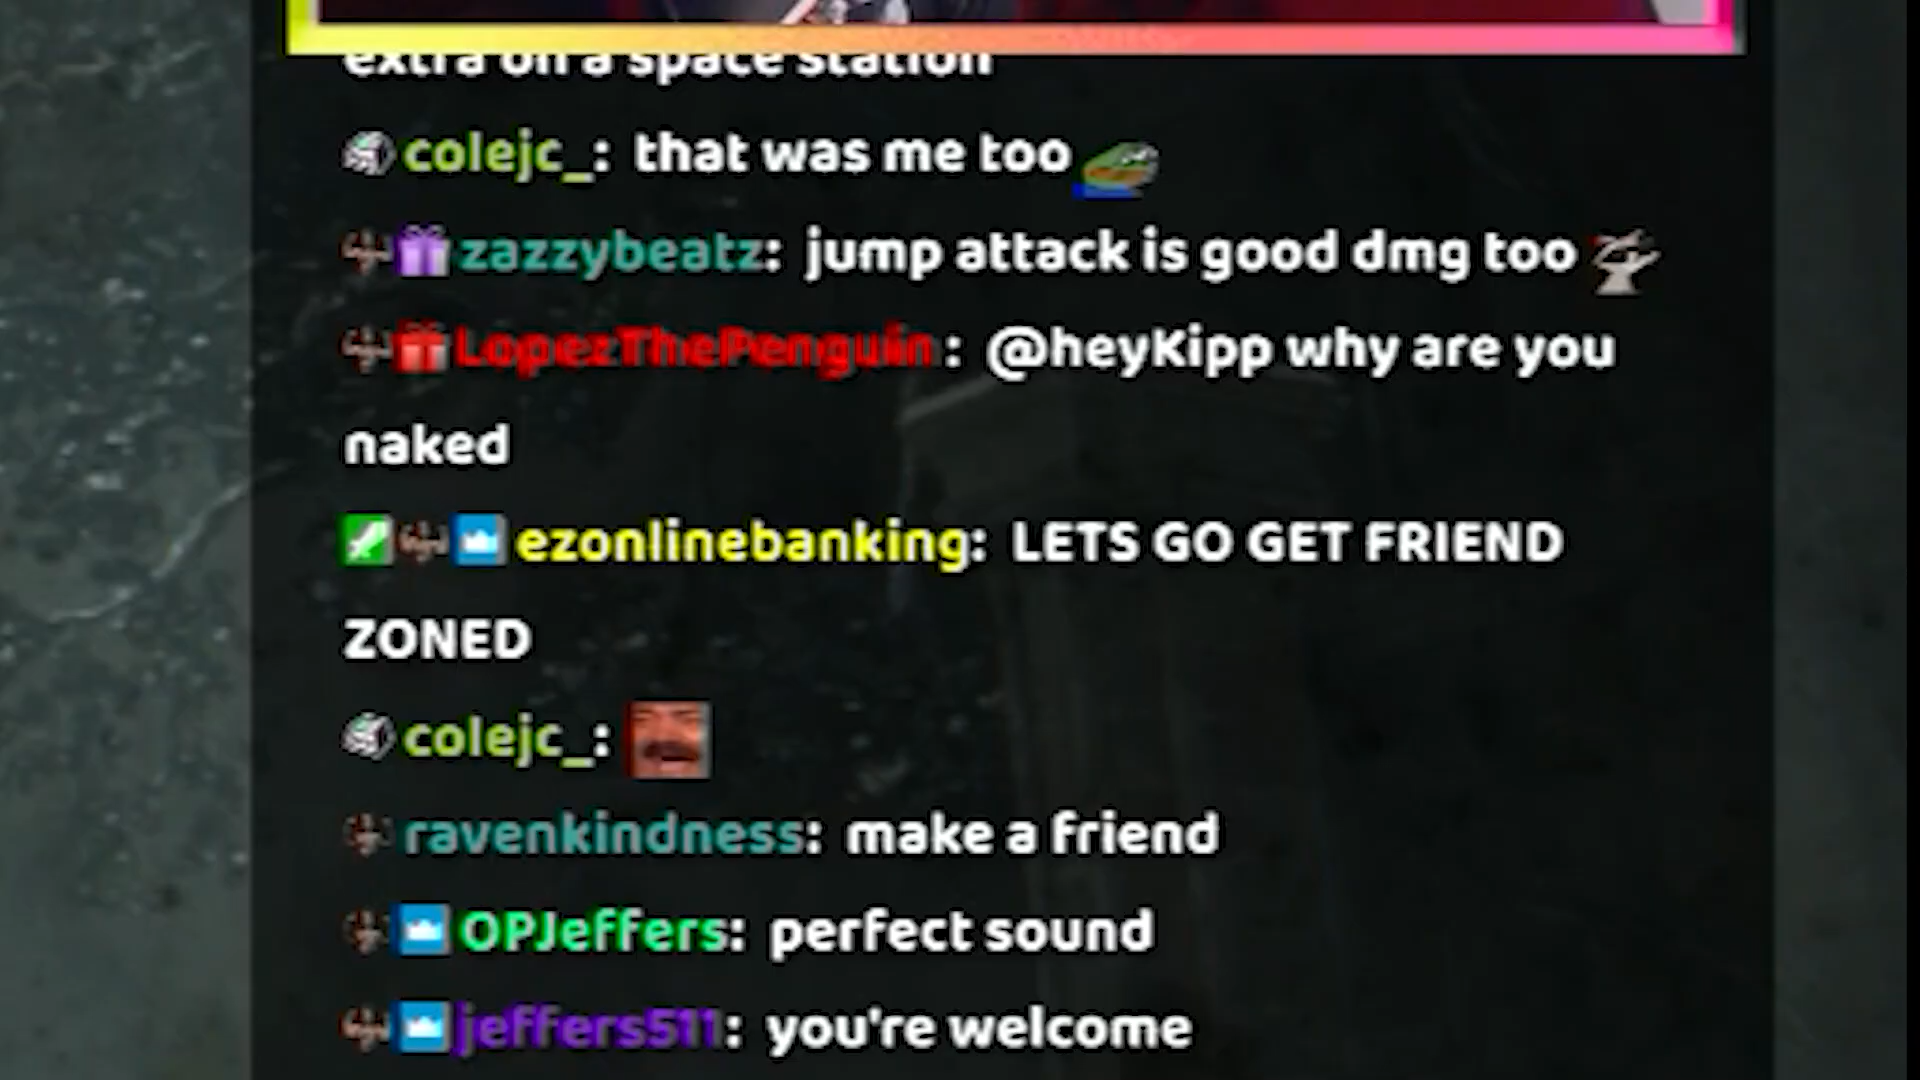 extra on a space station
colejc_: that was me too
zazzybeatz: jump attack is good dmg too
LopezThePenguin: @heyKipp why are you
naked
ezonlinebanking: LETS GO GET FRIEND
ZONED
colejc_:
ravenkindness: make a friend
OPJeffers: perfect sound
jeffers511: you're welcome